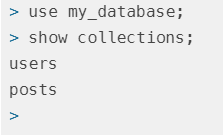 > use my_database;
> show collections;
users
posts
>